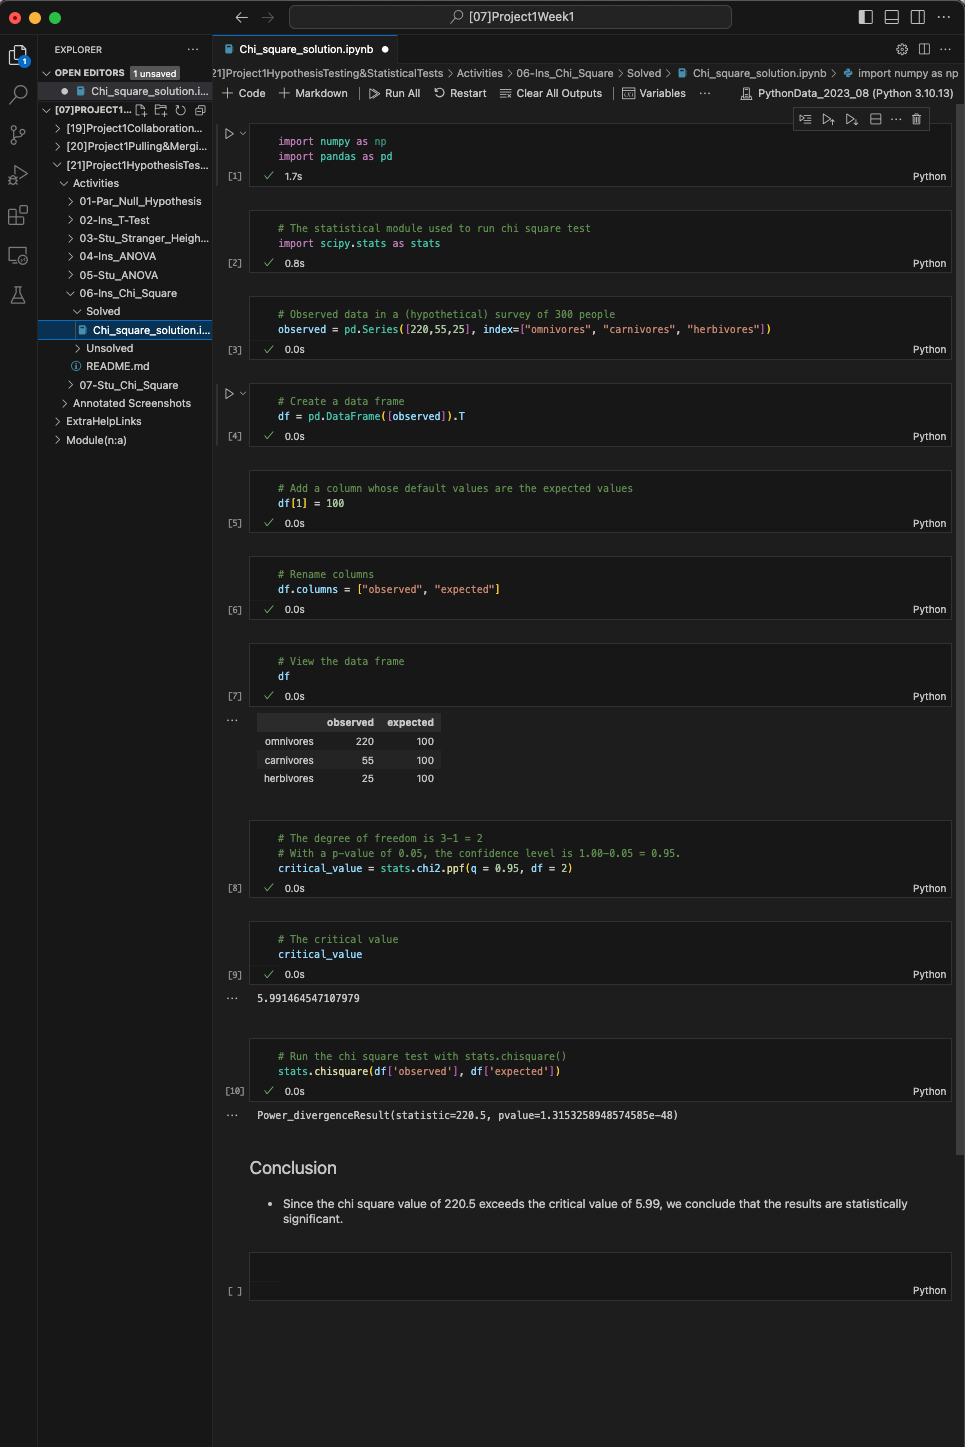 [07]Project1Week1
EXPLORER
Chi_square_solution.ipynb
OPEN EDITORS 1 unsaved
21]Project1HypothesisTesting&StatisticalTests > Activities > 06-Ins_Chi_Square > Solved > Chi_square_solution.ipynb > import numpy as np
Chi_square_solution.i...
+ Code + Markdown Run All Restart Clear All Outputs Variables ... PythonData_2023_08 (Python 3.10.13)
[07]PROJECT1...
[19]Project1Collaboration...
[20]Project1Pulling&Mergi...
[21]Project1HypothesisTes...
Activities
01-Par_Null_Hypothesis
02-Ins_T-Test
03-Stu_Stranger_Heigh...
04-Ins_ANOVA
05-Stu_ANOVA
06-Ins_Chi_Square
Solved
Chi_square_solution.i...
Unsolved
README.md
07-Stu_Chi_Square
Annotated Screenshots
ExtraHelpLinks
Module(n:a)
1
import numpy as np
import pandas as pd
[1] 1.7s Python
# The statistical module used to run chi square test
import scipy.stats as stats
[2] 0.8s Python
# Observed data in a (hypothetical) survey of 300 people
observed = pd.Series([220,55,25], index=["omnivores", "carnivores", "herbivores"])
[3] 0.0s Python
# Create a data frame
df = pd.DataFrame([observed]).T
[4] 0.0s Python
# Add a column whose default values are the expected values
df[1] = 100
[5] 0.0s Python
# Rename columns
df.columns = ["observed", "expected"]
[6] 0.0s Python
# View the data frame
df
[7] 0.0s Python
observed expected
omnivores 220 100
carnivores 55 100
herbivores 25 100
# The degree of freedom is 3-1 = 2
# With a p-value of 0.05, the confidence level is 1.00-0.05 = 0.95.
critical_value = stats.chi2.ppf(q = 0.95, df = 2)
[8] 0.0s Python
# The critical value
critical_value
[9] 0.0s Python
5.991464547107979
# Run the chi square test with stats.chisquare()
stats.chisquare(df['observed'], df['expected'])
[10] 0.0s Python
Power_divergenceResult(statistic=220.5, pvalue=1.3153258948574585e-48)
Conclusion
• Since the chi square value of 220.5 exceeds the critical value of 5.99, we conclude that the results are statistically
significant.
[ ] Python